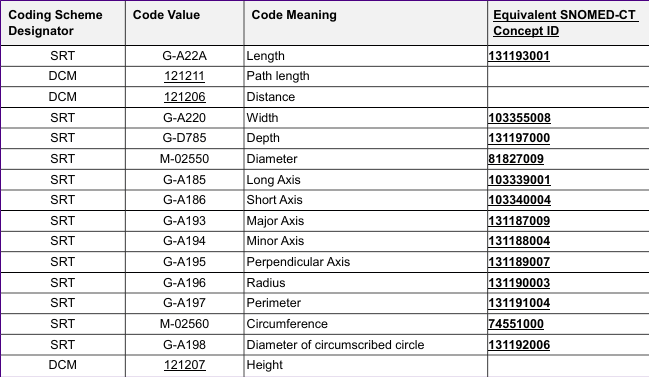 Coding Scheme Designator Code Value Code Meaning Equivalent SNOMED-CT Concept ID
SRT G-A22A Length 131193001
DCM 121211 Path length
DCM 121206 Distance
SRT G-A220 Width 103355008
SRT G-D785 Depth 131197000
SRT M-02550 Diameter 81827009
SRT G-A185 Long Axis 103339001
SRT G-A186 Short Axis 103340004
SRT G-A193 Major Axis 131187009
SRT G-A194 Minor Axis 131188004
SRT G-A195 Perpendicular Axis 131189007
SRT G-A196 Radius 131190003
SRT G-A197 Perimeter 131191004
SRT M-02560 Circumference 74551000
SRT G-A198 Diameter of circumscribed circle 131192006
DCM 121207 Height